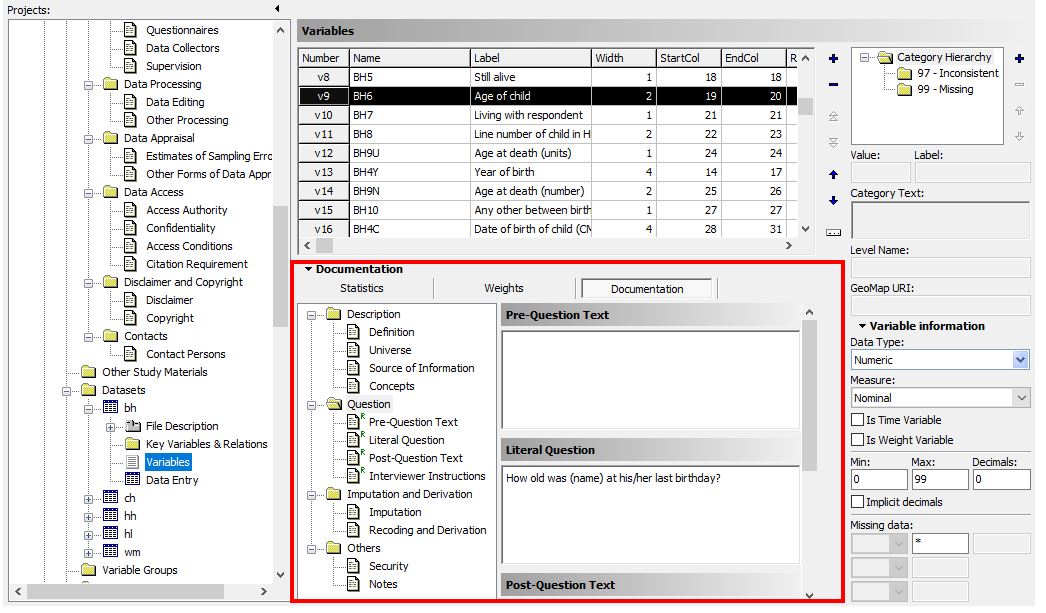 Projects:
Questionnaires
Data Collectors
Supervision
Data Processing
Data Editing
Other Processing
Data Appraisal
Estimates of Sampling Erro
Other Forms of Data Appr
Data Access
Access Authority
Confidentiality
Access Conditions
Citation Requirement
Disclaimer and Copyright
Disclaimer
Copyright
Contacts
Contact Persons
Other Study Materials
Datasets
bh
File Description
Key Variables & Relations
Variables
Data Entry
ch
hh
hl
wm
Variable Groups
Variables
Number Name Label Width StartCol EndCol R
v8 BH5 Still alive 1 18 18
v9 BH6 Age of child 2 19 20
v10 BH7 Living with respondent 1 21 21
v11 BH8 Line number of child in H 2 22 23
v12 BH9U Age at death (units) 1 24 24
v13 BH4Y Year of birth 4 14 17
v14 BH9N Age at death (number) 2 25 26
v15 BH10 Any other between birth 1 27 27
v16 BH4C Date of birth of child (CM 4 28 31
Documentation
Statistics Weights Documentation
Description
Definition
Universe
Source of Information
Concepts
Question
Pre-Question Text R
Literal Question R
Post-Question Text R
Interviewer Instructions R
Imputation and Derivation
Imputation
Recoding and Derivation
Others
Security
Notes
Pre-Question Text
Literal Question
How old was (name) at his/her last birthday?
Post-Question Text
Category Hierarchy
97 - Inconsistent
99 - Missing
Value: Label:
Category Text:
Level Name:
GeoMap URI:
Variable information
Data Type:
Numeric
Measure:
Nominal
Is Time Variable
Is Weight Variable
Min: Max: Decimals:
0 99 0
Implicit decimals
Missing data:
*